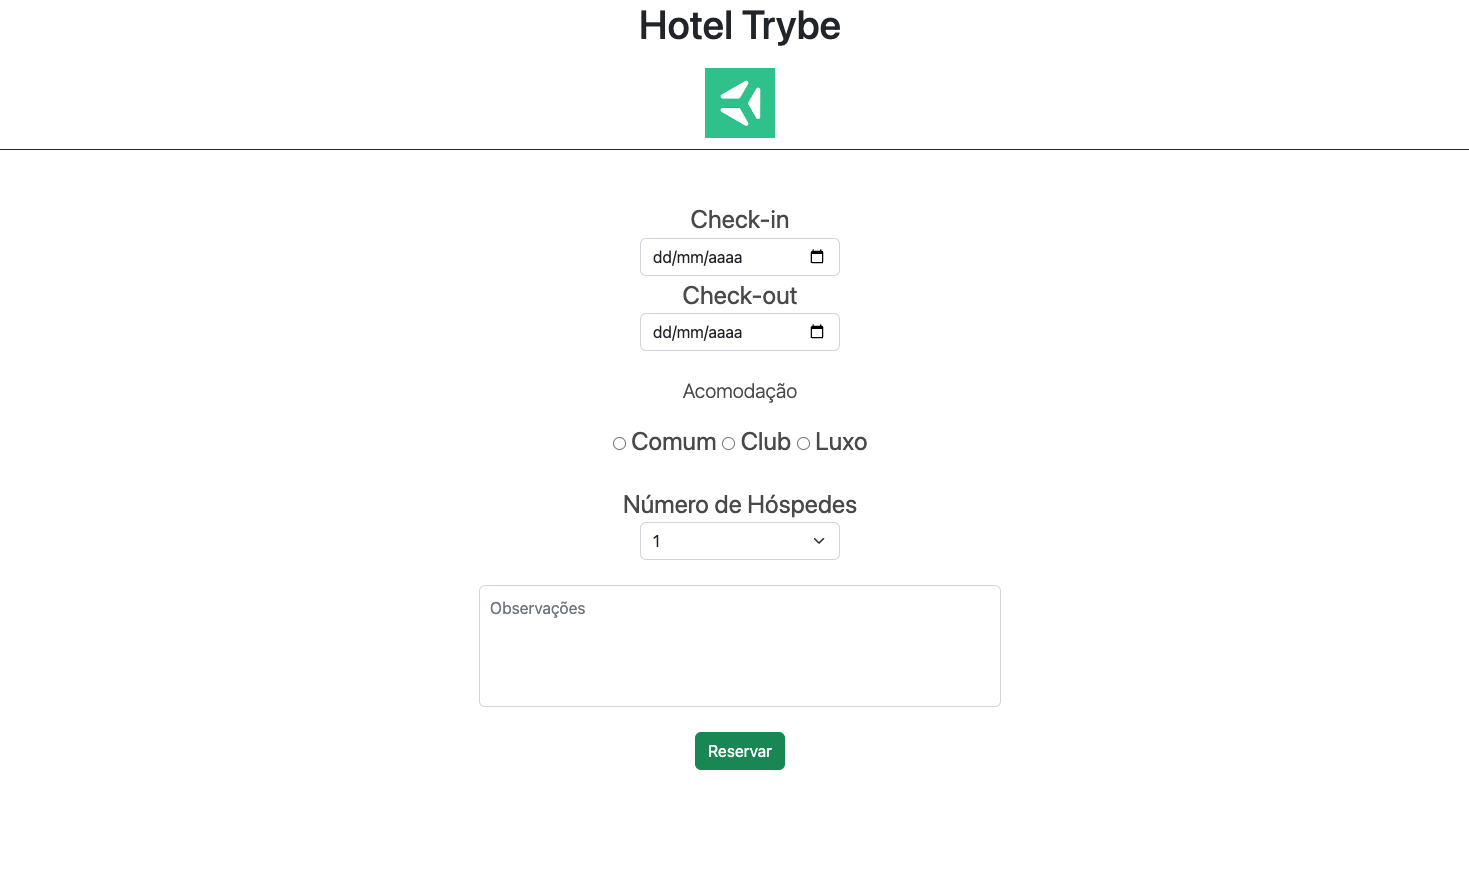 Hotel Trybe
Check-in
dd/mm/aaaa
Check-out
dd/mm/aaaa
Acomodação
Comum Club Luxo
Número de Hóspedes
1
Observações
Reservar